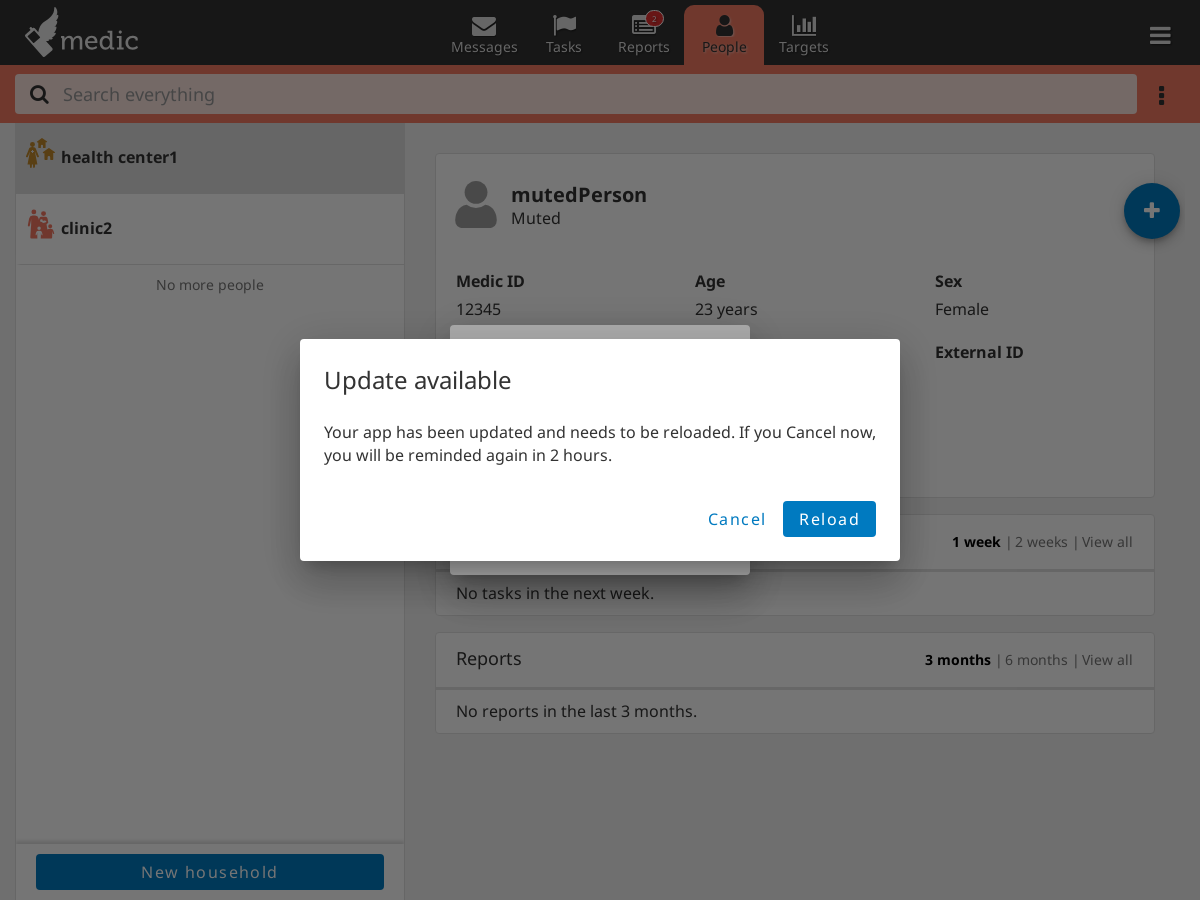 medic
Messages
Tasks
2
Reports
People
Targets
Search everything
health center1
clinic2
No more people
New household
mutedPerson
Muted
Medic ID
Age
Sex
12345
23 years
Female
External ID
Update available
Your app has been updated and needs to be reloaded. If you Cancel now,
you will be reminded again in 2 hours.
Cancel
Reload
1 week | 2 weeks | View all
No tasks in the next week.
Reports
3 months | 6 months | View all
No reports in the last 3 months.